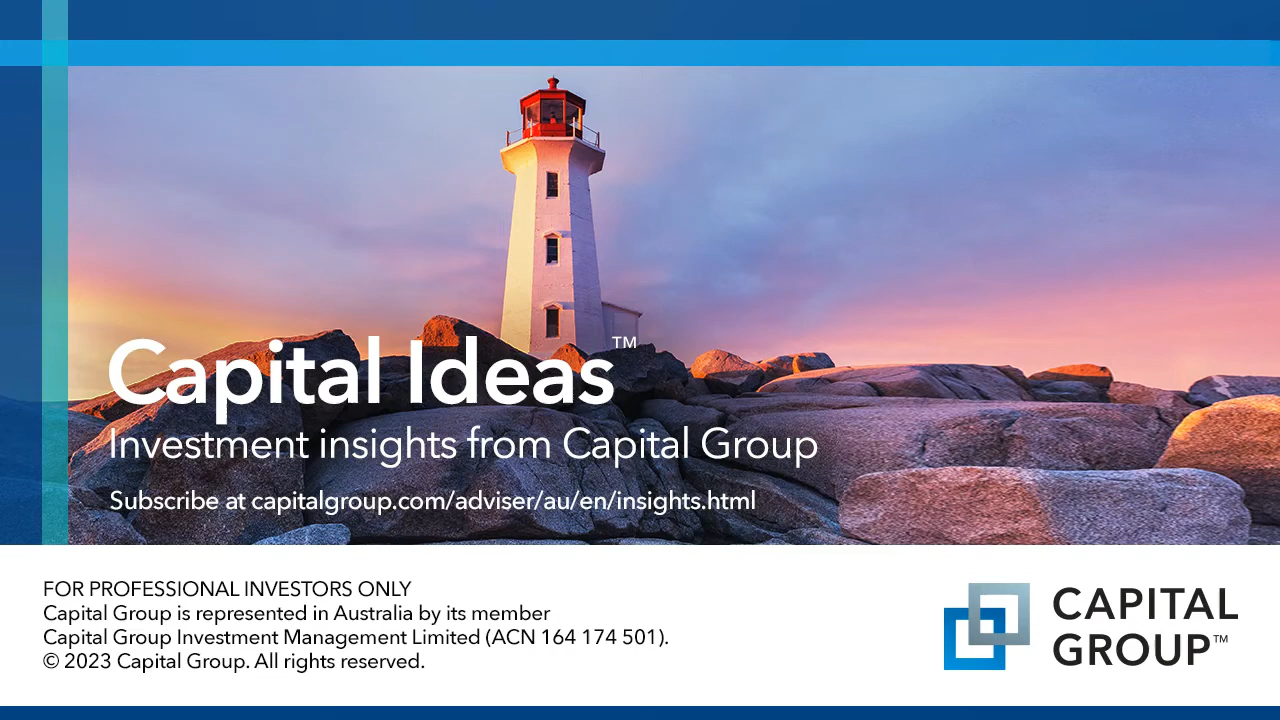 Capital Ideas™
Investment insights from Capital Group
Subscribe at capitalgroup.com/adviser/au/en/insights.html
FOR PROFESSIONAL INVESTORS ONLY
Capital Group is represented in Australia by its member
Capital Group Investment Management Limited (ACN 164 174 501).
© 2023 Capital Group. All rights reserved.
CAPITAL
GROUP™